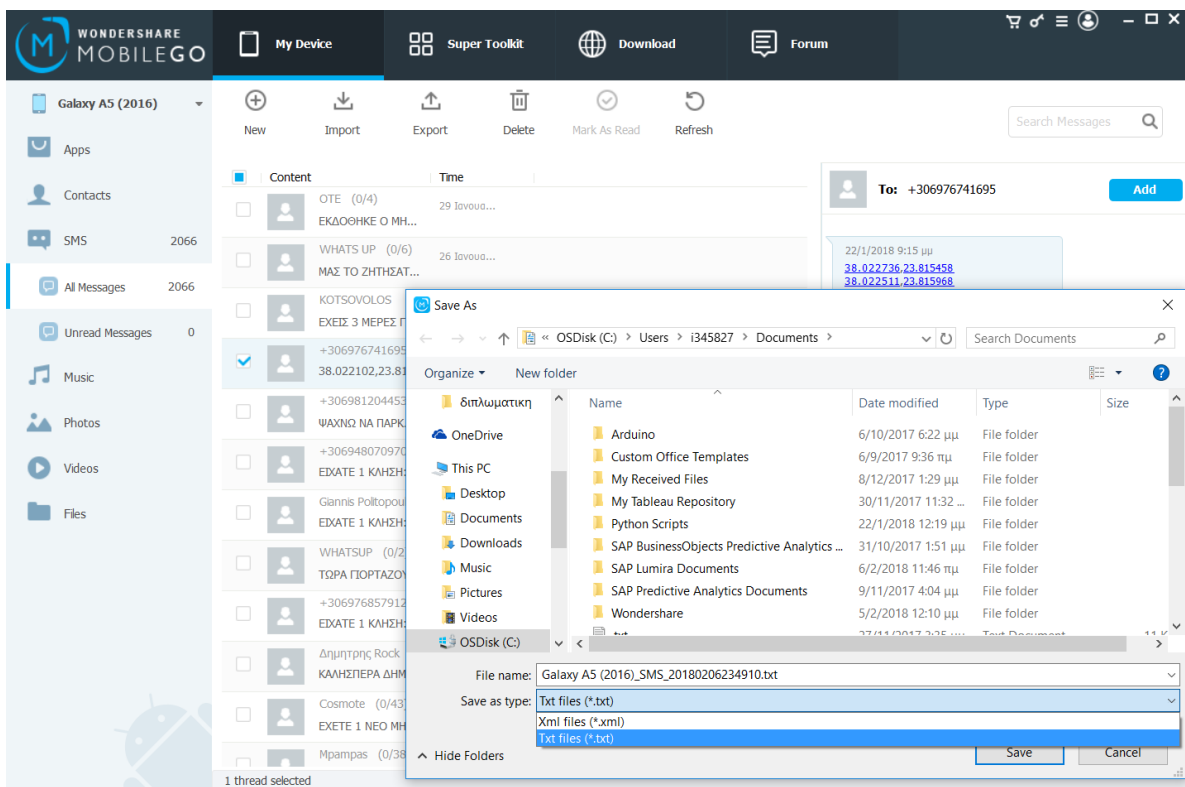 WONDERSHARE
MOBILEGO
My Device
Super Toolkit
Download
Forum
Galaxy A5 (2016)
Apps
Contacts
SMS 2066
All Messages 2066
Unread Messages 0
Music
Photos
Videos
Files
New
Import
Export
Delete
Mark As Read
Refresh
Search Messages
Content Time
OTE (0/4) 29 Ιανουα...
ΕΚΔΟΘΗΚΕ Ο ΜΗ...
WHATS UP (0/6) 26 Ιανουα...
ΜΑΣ ΤΟ ΖΗΤΗΣΑΤ...
KOTSOVOLOS
ΕΧΕΙΣ 3 ΜΕΡΕΣ Γ
+306976741695
38.022102,23.81
+306981204453
ΨΑΧΝΩ ΝΑ ΠΑΡΚ
+306948070970
ΕΙΧΑΤΕ 1 ΚΛΗΣΗ:
Giannis Politopou
ΕΙΧΑΤΕ 1 ΚΛΗΣΗ:
WHATSUP (0/2
ΤΩΡΑ ΓΙΟΡΤΑΖΟΥ
+306976857912
ΕΙΧΑΤΕ 1 ΚΛΗΣΗ:
Δημητρης Rock
ΚΑΛΗΣΠΕΡΑ ΔΗΜ
Cosmote (0/43
ΕΧΕΤΕ 1 ΝΕΟ ΜΗ
Mpampas (0/38
1 thread selected
To: +306976741695
Add
22/1/2018 9:15 μμ
38.022736,23.815458
38.022511,23.815968
Save As
« OSDisk (C:) > Users > i345827 > Documents >
Search Documents
Organize
New folder
διπλωματικη
OneDrive
This PC
Desktop
Documents
Downloads
Music
Pictures
Videos
OSDisk (C:)
Name Date modified Type Size
Arduino 6/10/2017 6:22 μμ File folder
Custom Office Templates 6/9/2017 9:36 πμ File folder
My Received Files 8/12/2017 1:29 μμ File folder
My Tableau Repository 30/11/2017 11:32 ... File folder
Python Scripts 22/1/2018 12:19 μμ File folder
SAP BusinessObjects Predictive Analytics ... 31/10/2017 1:51 μμ File folder
SAP Lumira Documents 6/2/2018 11:46 πμ File folder
SAP Predictive Analytics Documents 9/11/2017 4:04 μμ File folder
Wondershare 5/2/2018 12:10 μμ File folder
File name: Galaxy A5 (2016)_SMS_20180206234910.txt
Save as type: Txt files (*.txt)
Xml files (*.xml)
Txt files (*.txt)
Hide Folders
Save
Cancel